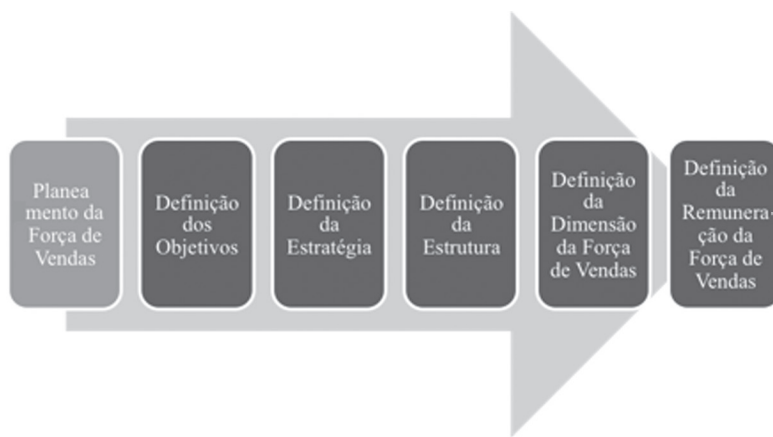 Planea
mento da
Força de
Vendas
Definição
dos
Objetivos
Definição
da
Estratégia
Definição
da
Estrutura
Definição
da
Dimensão
da Força
de Vendas
Definição
da
Remunera-
ção da
Força de
Vendas